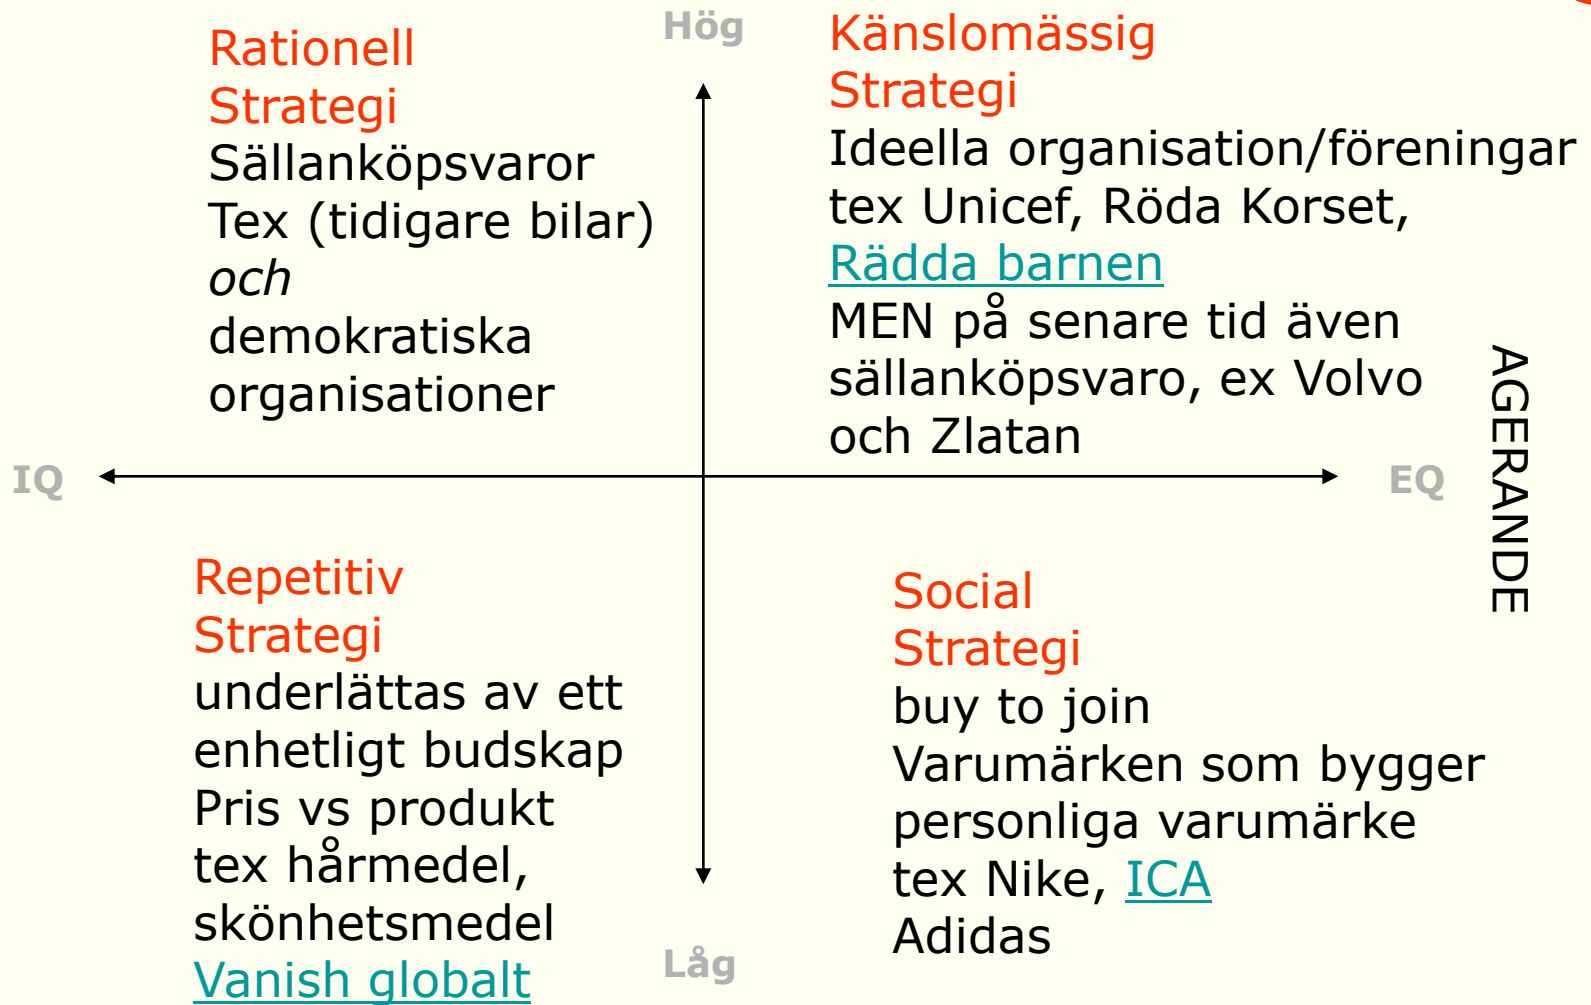 Hög
Rationell
Strategi
Sällanköpsvaror
Tex (tidigare bilar)
och
demokratiska
organisationer
Känslomässig
Strategi
Ideella organisation/föreningar
tex Unicef, Röda Korset,
Rädda barnen
MEN på senare tid även
sällanköpsvaro, ex Volvo
och Zlatan
IQ
EQ
AGERANDE
Repetitiv
Strategi
underlättas av ett
enhetligt budskap
Pris vs produkt
tex hårmedel,
skönhetsmedel
Vanish globalt
Social
Strategi
buy to join
Varumärken som bygger
personliga varumärke
tex Nike, ICA
Adidas
Låg